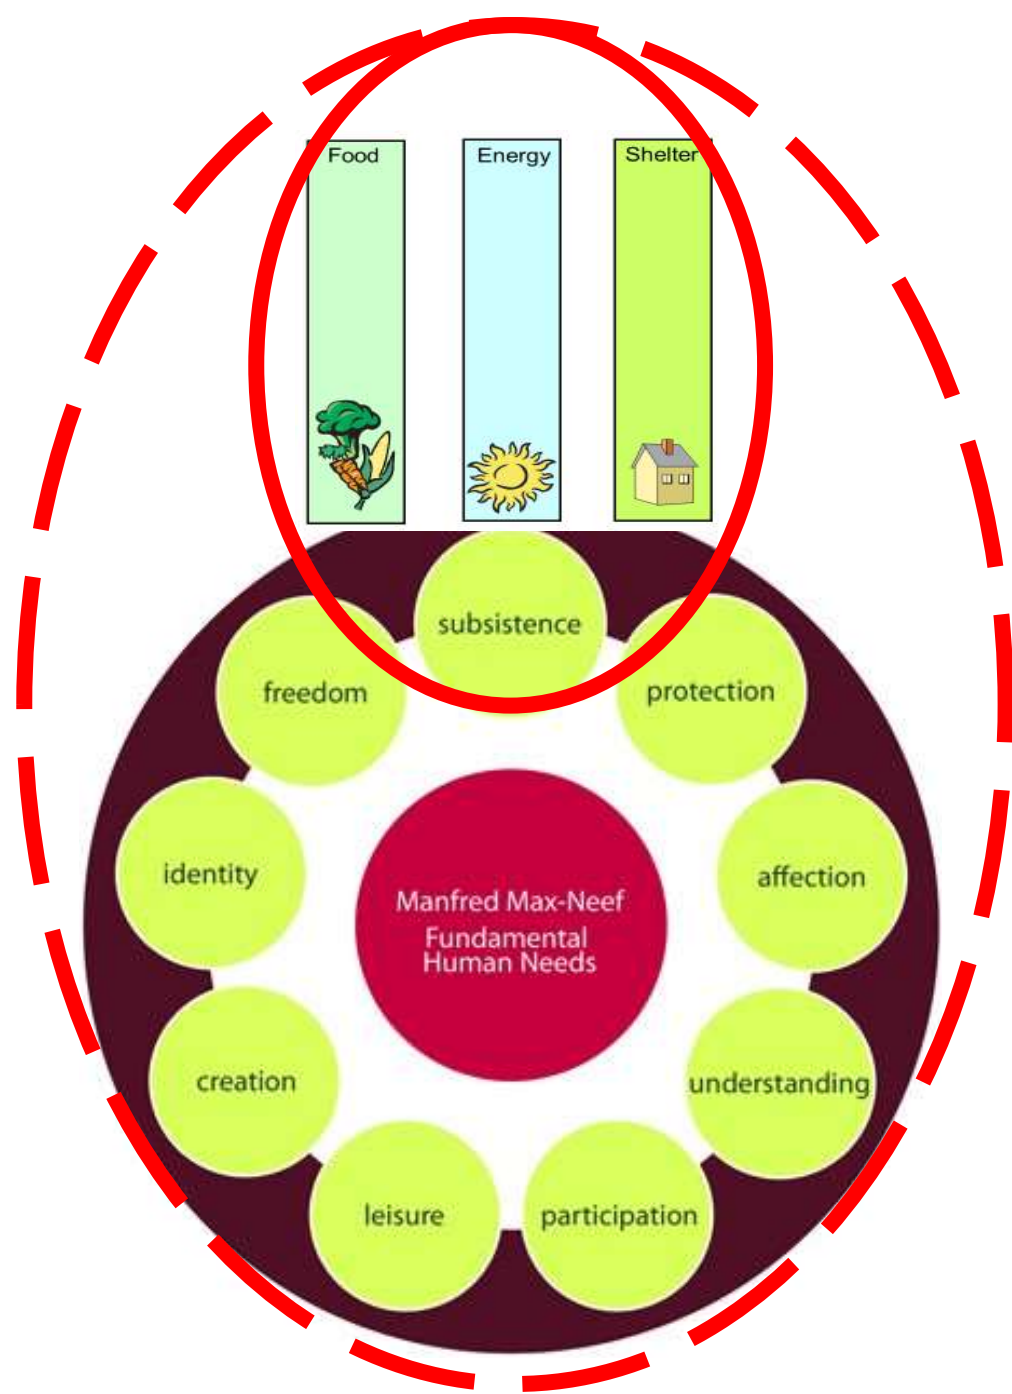 Food
Energy
Shelter
subsistence
freedom
protection
identity
affection
Manfred Max-Neef
Fundamental
Human Needs
creation
understanding
leisure
participation